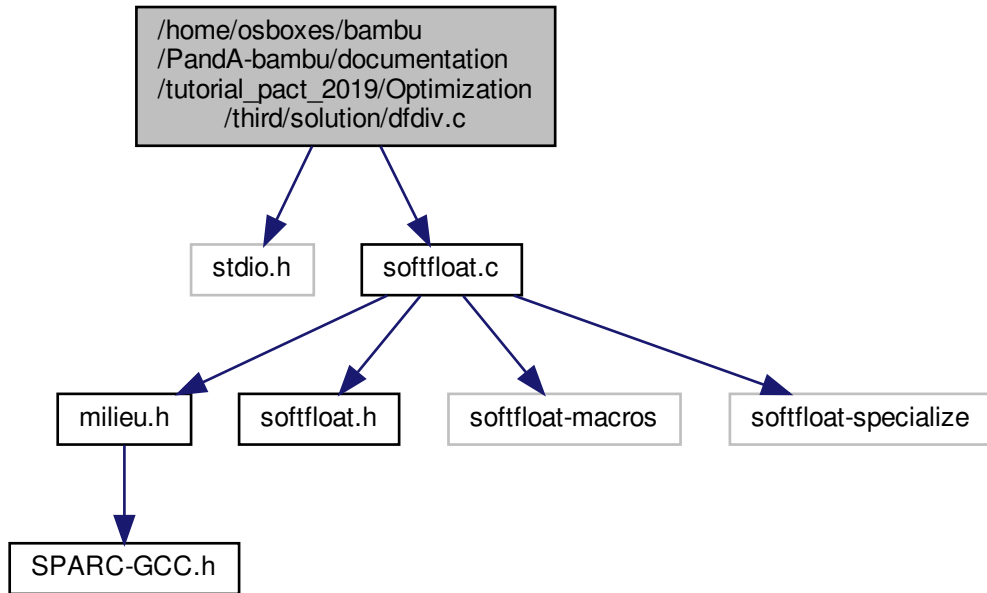 /home/osboxes/bambu
/PandA-bambu/documentation
/tutorial_pact_2019/Optimization
/third/solution/dfdiv.c
stdio.h
softfloat.c
milieu.h
softfloat.h
softfloat-macros
softfloat-specialize
SPARC-GCC.h